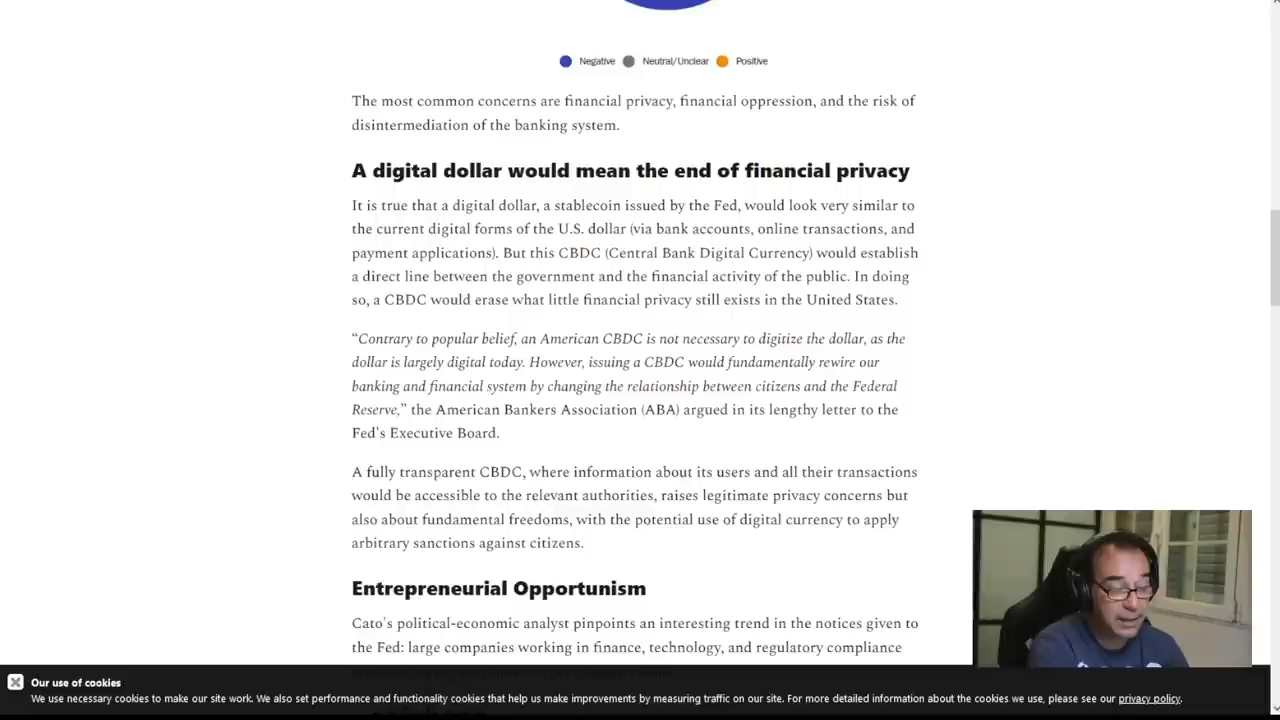 Negative Neutral/Unclear Positive
The most common concerns are financial privacy, financial oppression, and the risk of
disintermediation of the banking system.
A digital dollar would mean the end of financial privacy
It is true that a digital dollar, a stablecoin issued by the Fed, would look very similar to
the current digital forms of the U.S. dollar (via bank accounts, online transactions, and
payment applications). But this CBDC (Central Bank Digital Currency) would establish
a direct line between the government and the financial activity of the public. In doing
so, a CBDC would erase what little financial privacy still exists in the United States.
“Contrary to popular belief, an American CBDC is not necessary to digitize the dollar, as the
dollar is largely digital today. However, issuing a CBDC would fundamentally rewire our
banking and financial system by changing the relationship between citizens and the Federal
Reserve,” the American Bankers Association (ABA) argued in its lengthy letter to the
Fed's Executive Board.
A fully transparent CBDC, where information about its users and all their transactions
would be accessible to the relevant authorities, raises legitimate privacy concerns but
also about fundamental freedoms, with the potential use of digital currency to apply
arbitrary sanctions against citizens.
Entrepreneurial Opportunism
Cato's political-economic analyst pinpoints an interesting trend in the notices given to
the Fed: large companies working in finance, technology, and regulatory compliance
Our use of cookies
We use necessary cookies to make our site work. We also set performance and functionality cookies that help us make improvements by measuring traffic on our site. For more detailed information about the cookies we use, please see our privacy policy.